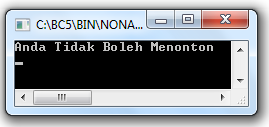 C:\BC5\BIN\NONA...
Anda Tidak Boleh Menonton